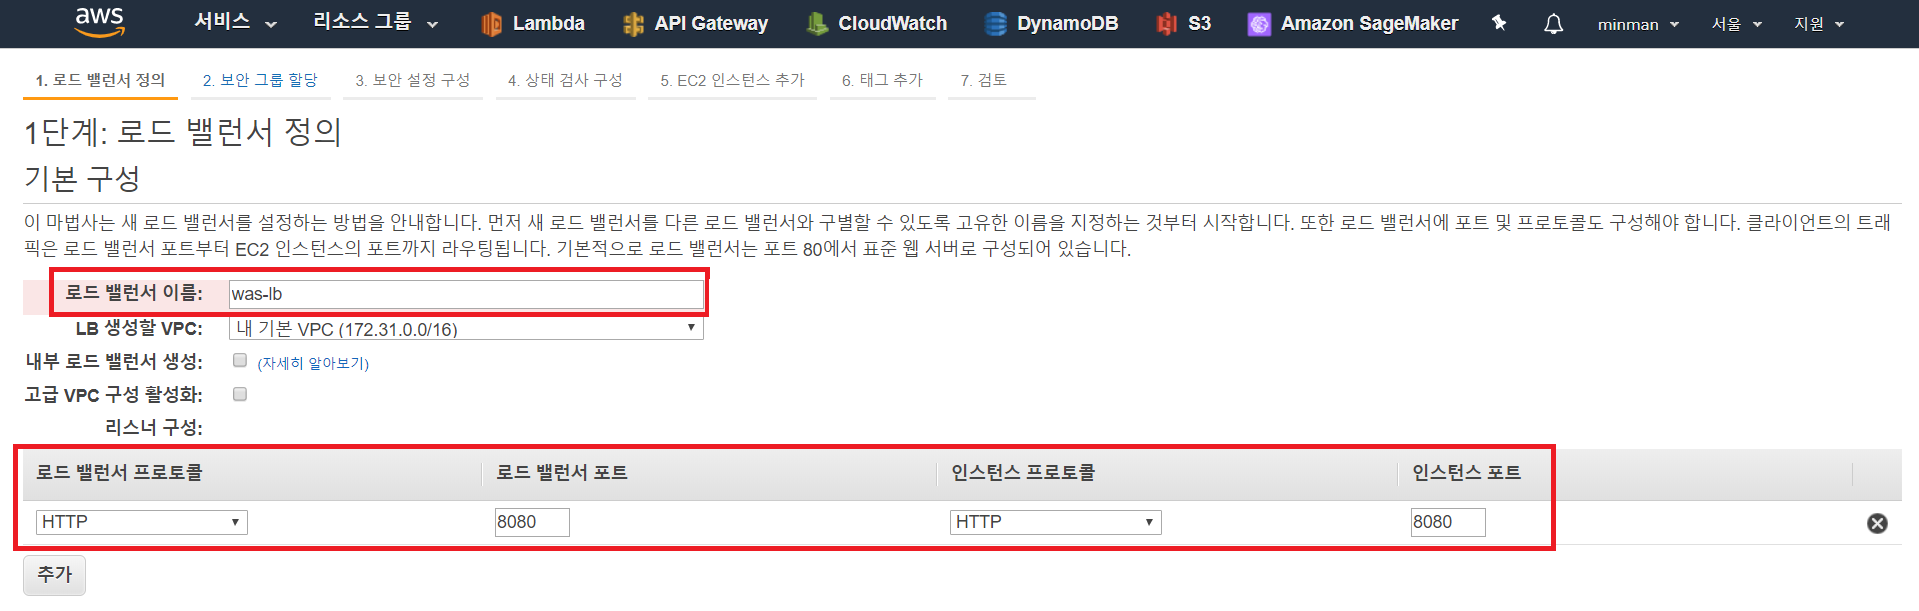 aws 서비스 리소스 그룹 Lambda API Gateway CloudWatch DynamoDB S3 Amazon SageMaker minman 서울 지원
1. 로드 밸런서 정의 2. 보안 그룹 할당 3. 보안 설정 구성 4. 상태 검사 구성 5. EC2 인스턴스 추가 6. 태그 추가 7. 검토
1단계: 로드 밸런서 정의
기본 구성
이 마법사는 새 로드 밸런서를 설정하는 방법을 안내합니다. 먼저 새 로드 밸런서를 다른 로드 밸런서와 구별할 수 있도록 고유한 이름을 지정하는 것부터 시작합니다. 또한 로드 밸런서에 포트 및 프로토콜도 구성해야 합니다. 클라이언트의 트래
픽은 로드 밸런서 포트부터 EC2 인스턴스의 포트까지 라우팅됩니다. 기본적으로 로드 밸런서는 포트 80에서 표준 웹 서버로 구성되어 있습니다.
로드 밸런서 이름: was-lb
LB 생성할 VPC: 내 기본 VPC (172.31.0.0/16)
내부 로드 밸런서 생성: (자세히 알아보기)
고급 VPC 구성 활성화:
리스너 구성:
로드 밸런서 프로토콜 로드 밸런서 포트 인스턴스 프로토콜 인스턴스 포트
HTTP 8080 HTTP 8080
추가